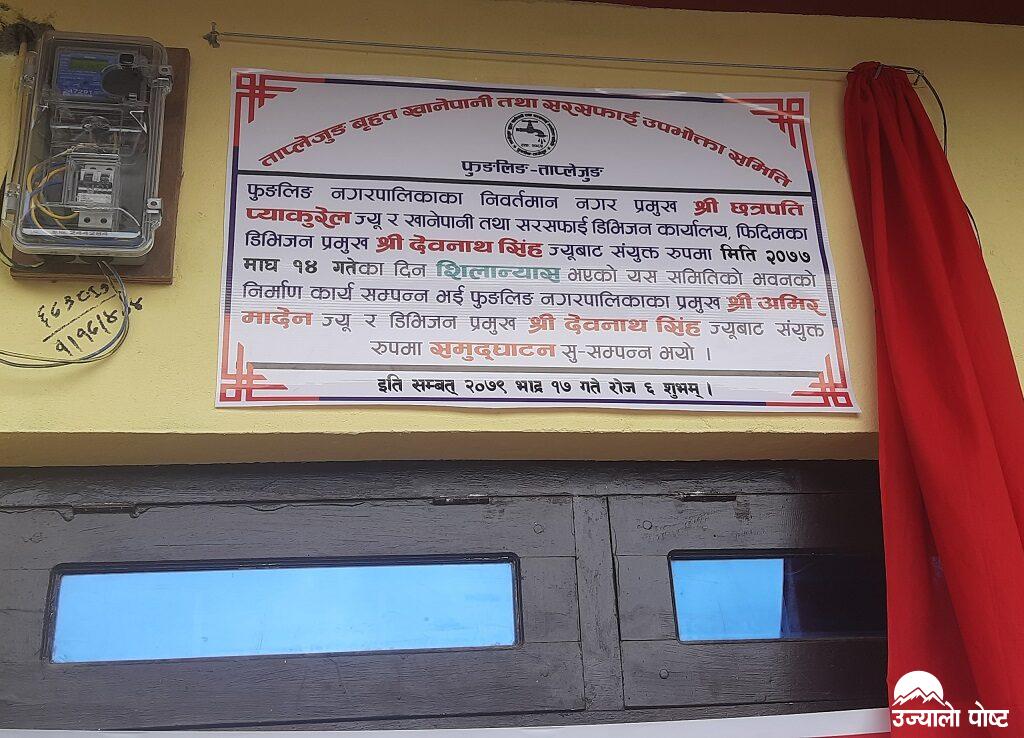 ताप्लेजुङ बृहत खानेपानी तथा सरसफाई उपभोक्ता समिति
फुङलिङ-ताप्लेजुङ
फुङलिङ नगरपालिकाका निवर्तमान नगर प्रमुख श्री छत्रपति
प्याकुरेल ज्यू र खानेपानी तथा सरसफाई डिभिजन कार्यालय, फिदिमका
डिभिजन प्रमुख श्री देवनाथ सिंह ज्यूबाट संयुक्त रुपमा मिति २०७७
माघ १४ गतेका दिन शिलान्यास भएको यस समितिको भवनको
निर्माण कार्य सम्पन्न भई फुङलिङ नगरपालिकाका प्रमुख श्री अमिर
मादेन ज्यू र डिभिजन प्रमुख श्री देवनाथ सिंह ज्यूबाट संयुक्त
रुपमा समुद्घाटन सु-सम्पन्न भयो ।
इति सम्बत् २०७९ भाद्र १७ गते रोज ६ शुभम् ।
उज्यालो पोष्ट